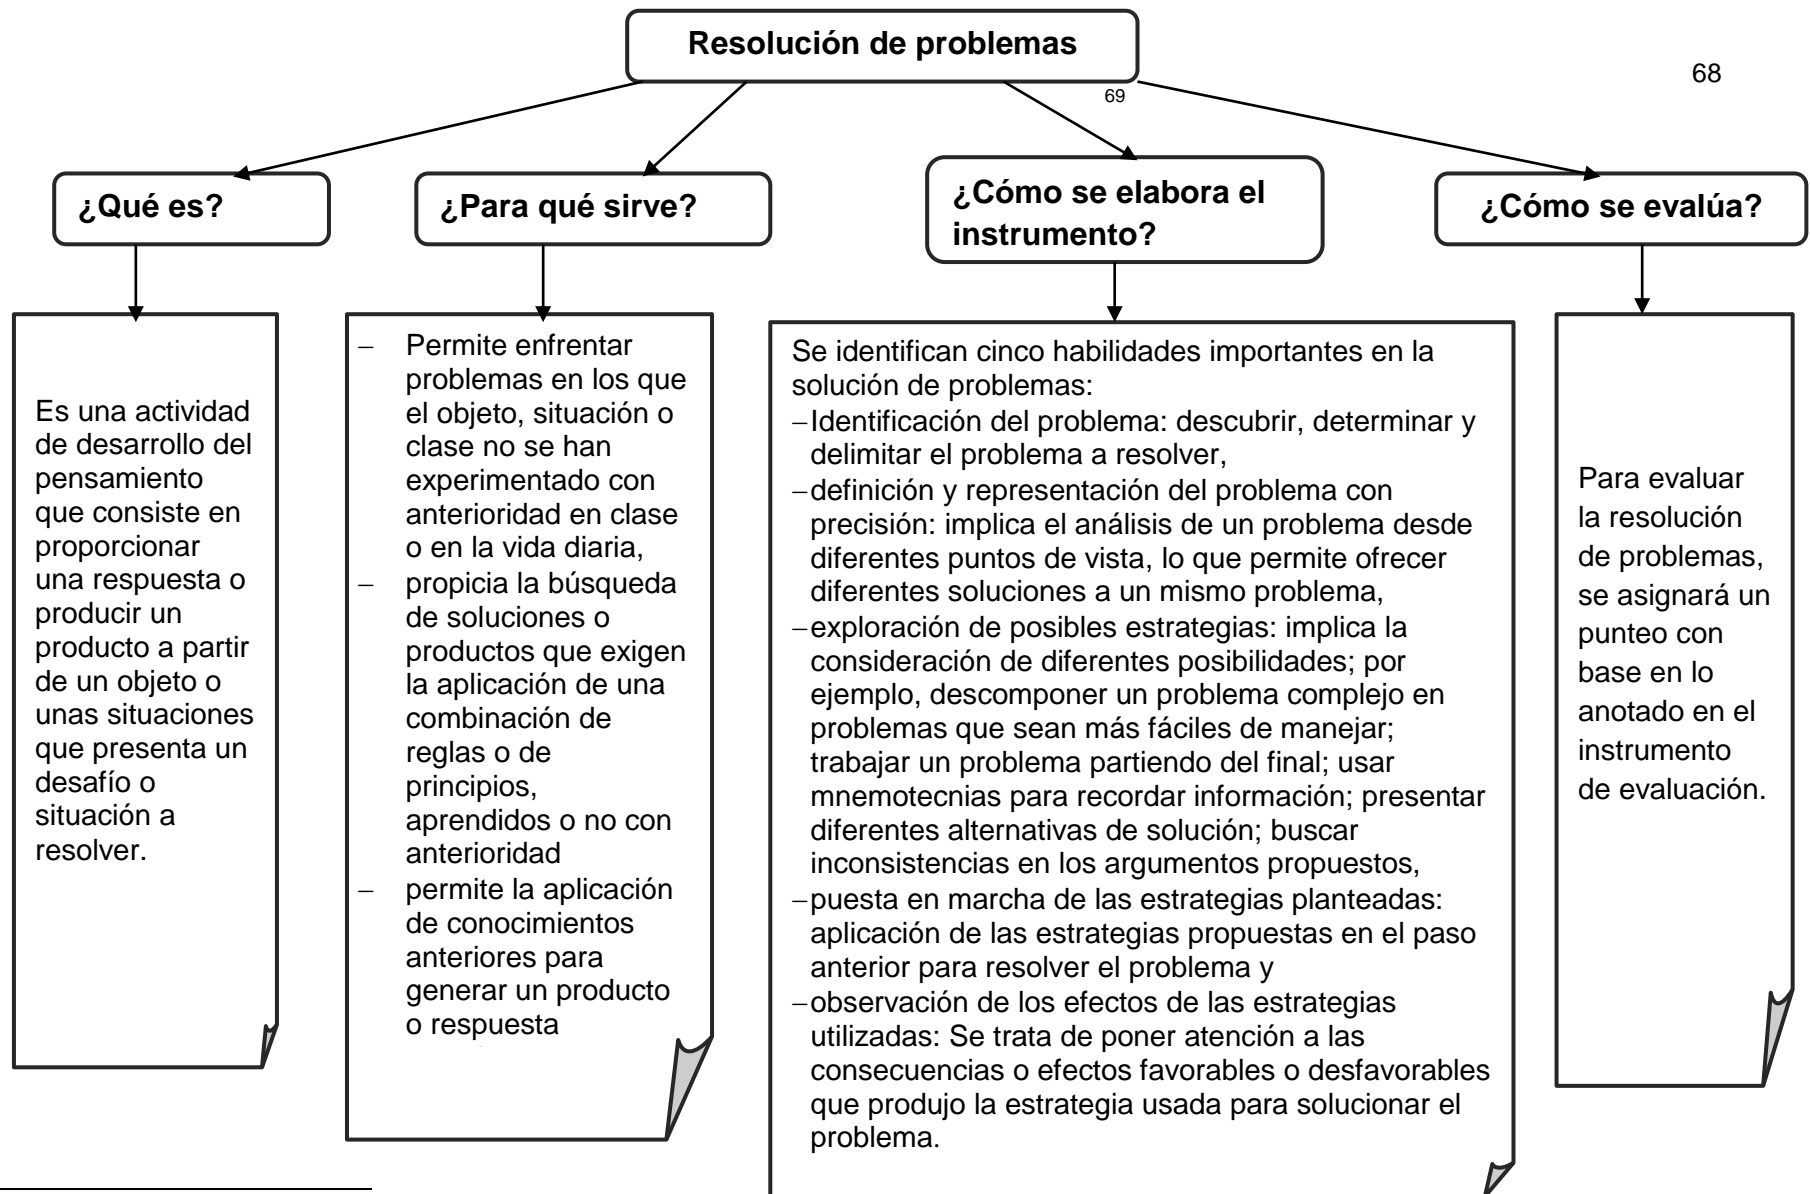 Resolución de problemas
68
69
¿Qué es?
Es una actividad
de desarrollo del
pensamiento
que consiste en
proporcionar
una respuesta o
producir un
producto a partir
de un objeto o
unas situaciones
que presenta un
desafío o
situación a
resolver.
¿Para qué sirve?
– Permite enfrentar
problemas en los que
el objeto, situación o
clase no se han
experimentado con
anterioridad en clase
o en la vida diaria,
– propicia la búsqueda
de soluciones o
productos que exigen
la aplicación de una
combinación de
reglas o de
principios,
aprendidos o no con
anterioridad
– permite la aplicación
de conocimientos
anteriores para
generar un producto
o respuesta
¿Cómo se elabora el
instrumento?
Se identifican cinco habilidades importantes en la
solución de problemas:
–Identificación del problema: descubrir, determinar y
delimitar el problema a resolver,
–definición y representación del problema con
precisión: implica el análisis de un problema desde
diferentes puntos de vista, lo que permite ofrecer
diferentes soluciones a un mismo problema,
–exploración de posibles estrategias: implica la
consideración de diferentes posibilidades; por
ejemplo, descomponer un problema complejo en
problemas que sean más fáciles de manejar;
trabajar un problema partiendo del final; usar
mnemotecnias para recordar información; presentar
diferentes alternativas de solución; buscar
inconsistencias en los argumentos propuestos,
–puesta en marcha de las estrategias planteadas:
aplicación de las estrategias propuestas en el paso
anterior para resolver el problema y
–observación de los efectos de las estrategias
utilizadas: Se trata de poner atención a las
consecuencias o efectos favorables o desfavorables
que produjo la estrategia usada para solucionar el
problema.
¿Cómo se evalúa?
Para evaluar
la resolución
de problemas,
se asignará un
punteo con
base en lo
anotado en el
instrumento
de evaluación.